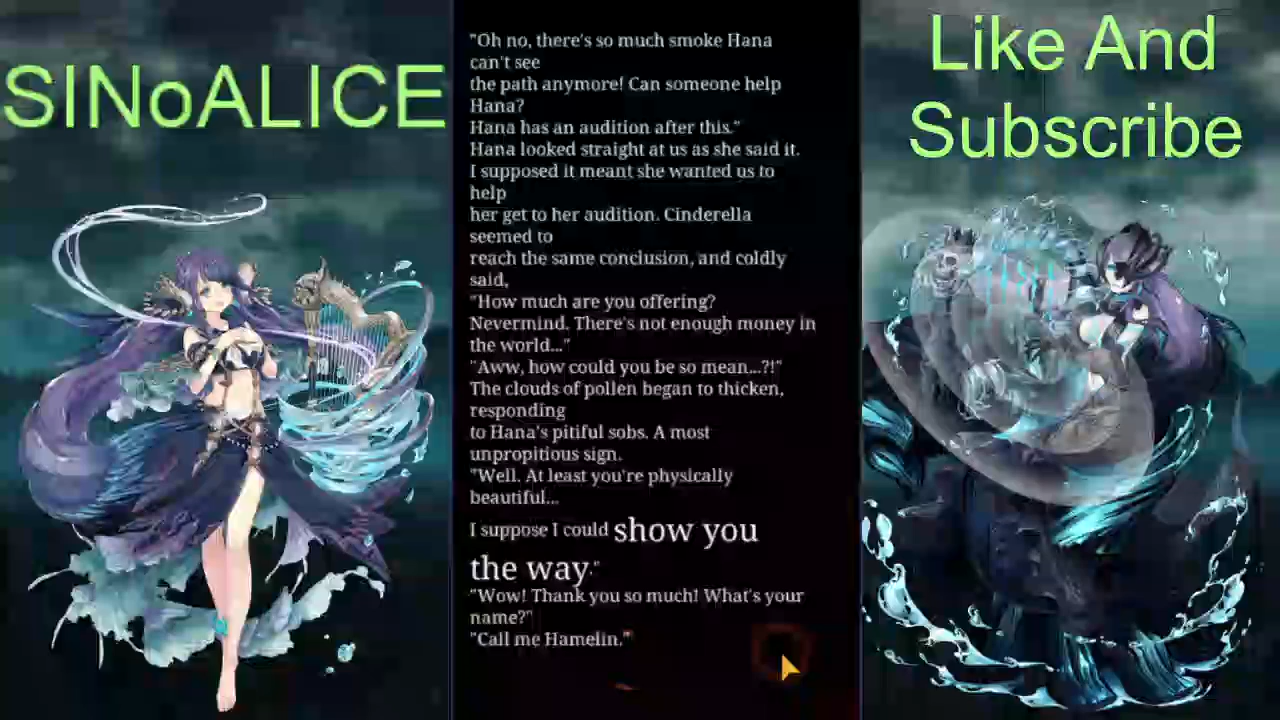 SINoALICE
"Oh no, there's so much smoke Hana
can't see
the path anymore! Can someone help
Hana?
Hana has an audition after this."
Hana looked straight at us as she said it.
I supposed it meant she wanted us to
help
her get to her audition. Cinderella
seemed to
reach the same conclusion, and coldly
said,
"How much are you offering?
Nevermind. There's not enough money in
the world..."
"Aww, how could you be so mean...?!"
The clouds of pollen began to thicken,
responding
to Hana's pitiful sobs. A most
unpropitious sign.
"Well. At least you're physically
beautiful...
I suppose I could show you
the way."
"Wow! Thank you so much! What's your
name?"
"Call me Hamelin."
Like And
Subscribe